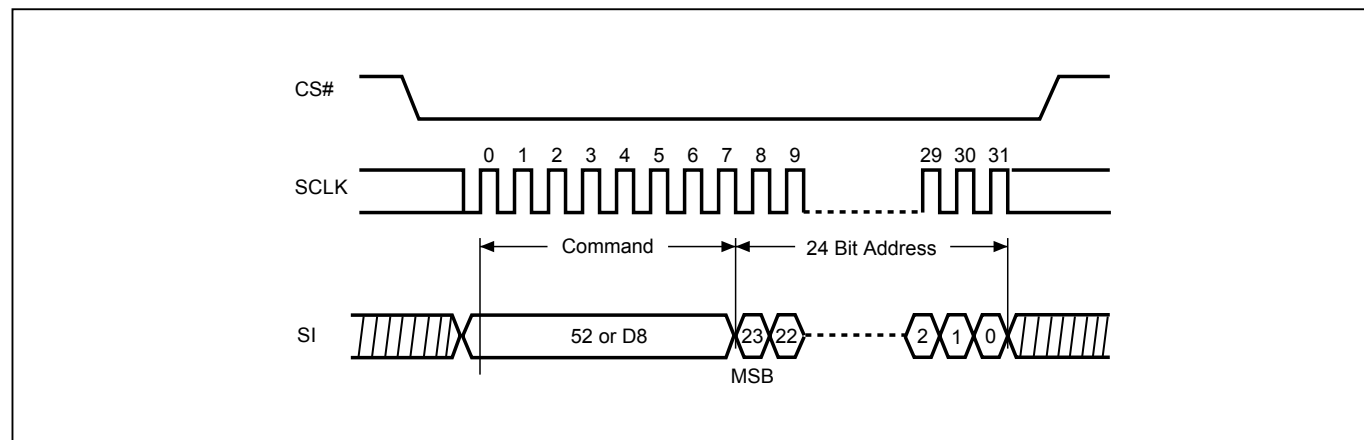 CS#
0 1 2 3 4 5 6 7 8 9 29 30 31
SCLK
Command 24 Bit Address
SI 52 or D8 23 22 2 1 0
MSB